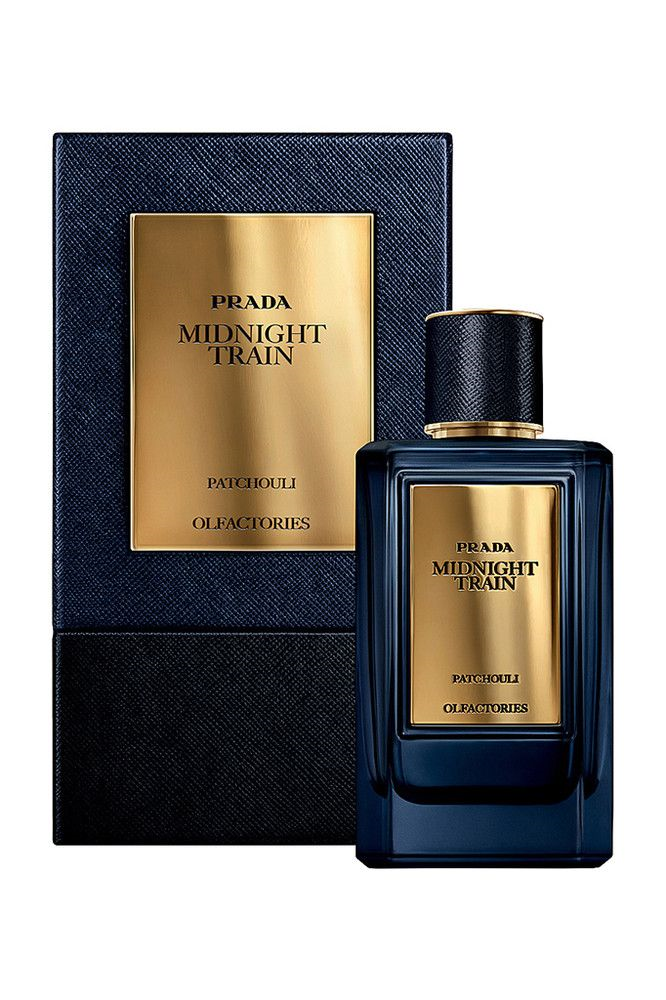 PRADA
MIDNIGHT
TRAIN
PATCHOULI
OLFACTORIES
PRADA
MIDNIGHT
TRAIN
PATCHOULI
OLFACTORIES